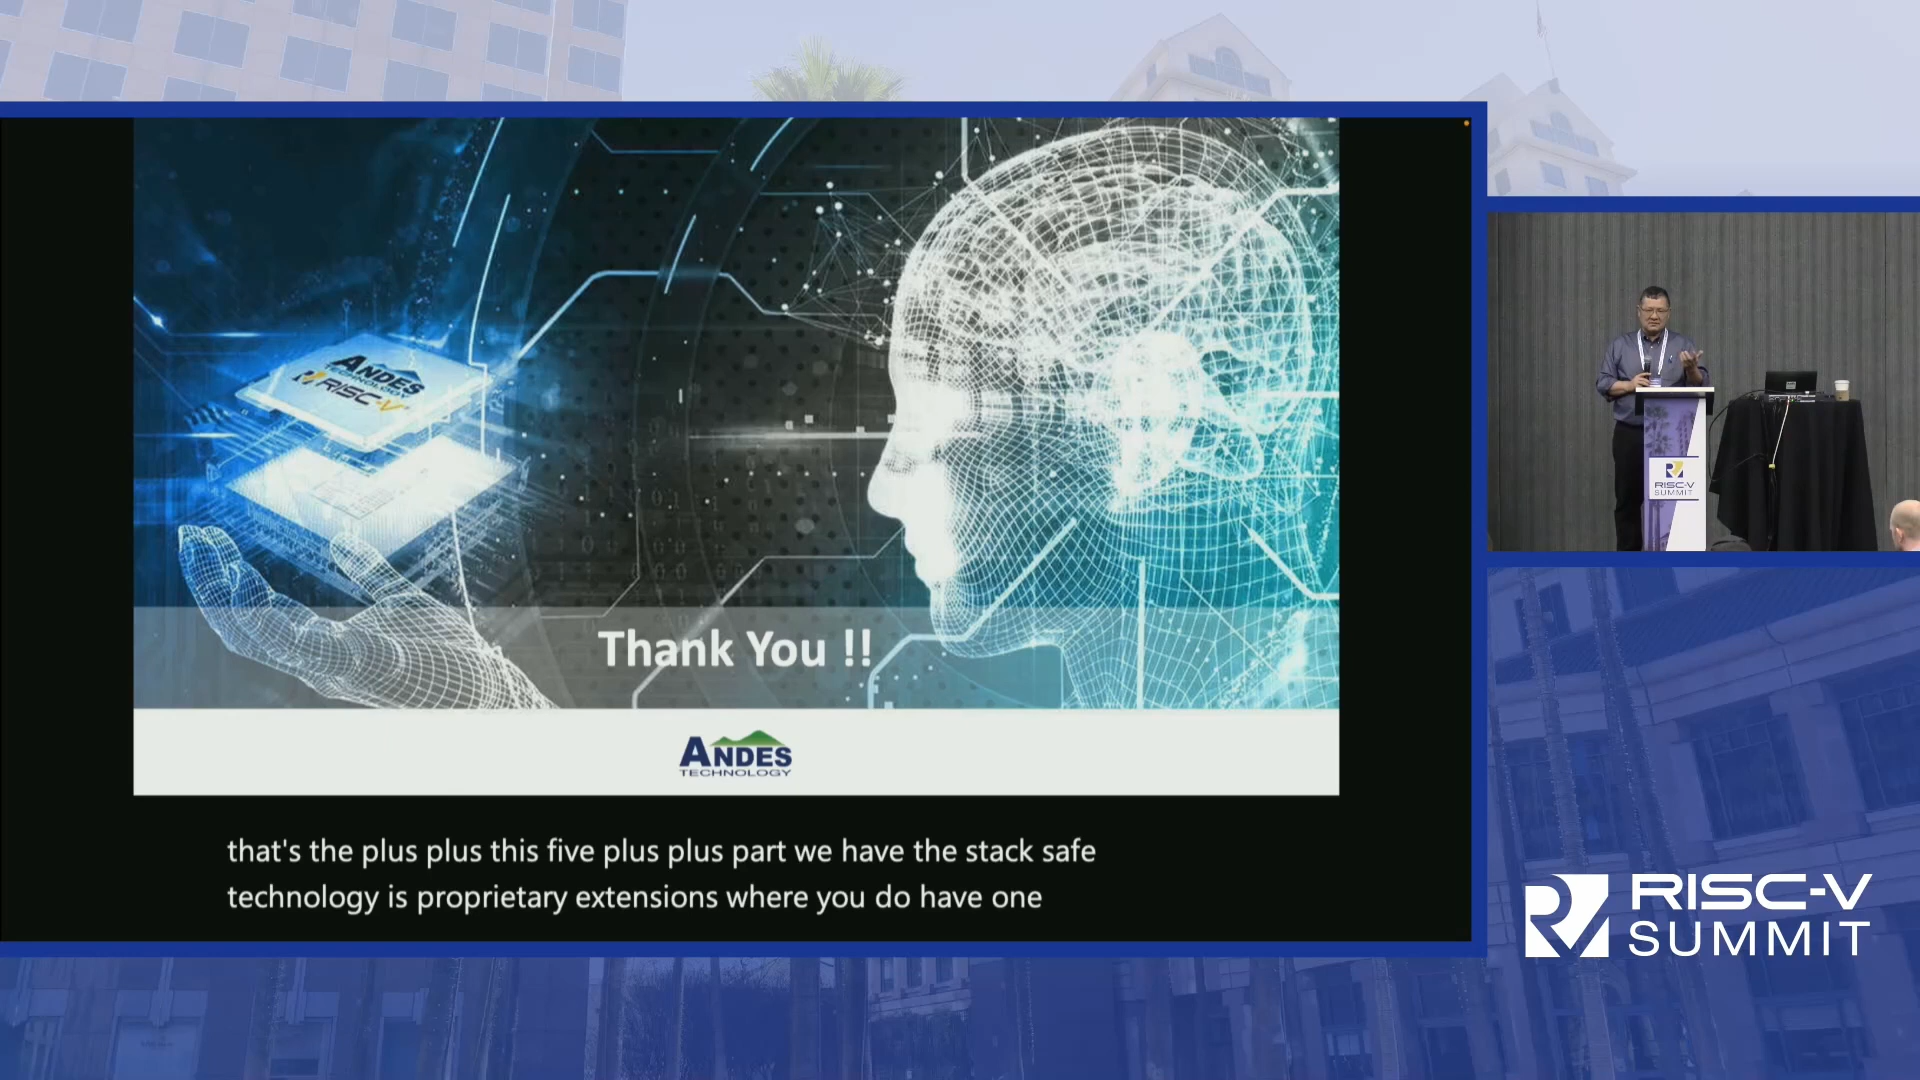 ANDES
TECHNOLOGY
RISC-V
Thank You !!
ANDES
TECHNOLOGY
that's the plus plus this five plus plus part we have the stack safe
technology is proprietary extensions where you do have one
RISC-V
SUMMIT
RISC-V
SUMMIT